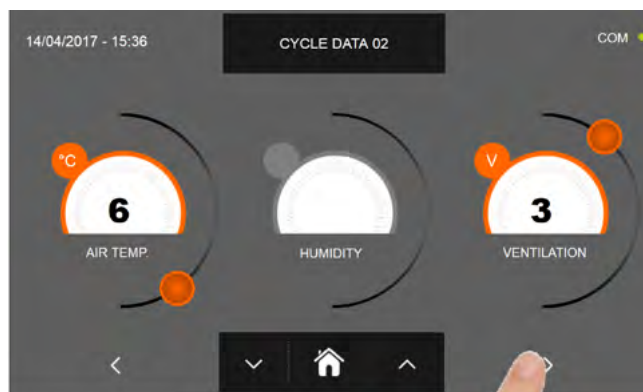 14/04/2017 - 15:36
CYCLE DATA 02
COM
°C
V
6
3
AIR TEMP.
HUMIDITY
VENTILATION